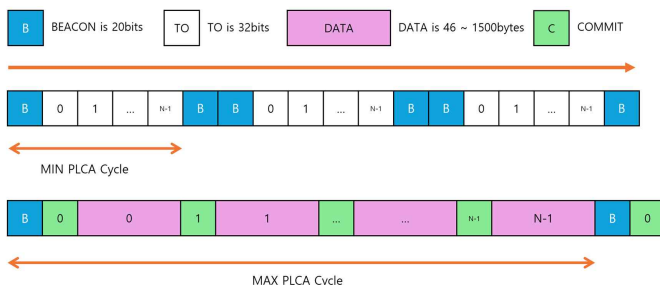 B BEACON is 20bits TO TO is 32bits DATA DATA is 46 ~ 1500bytes C COMMIT
B 0 1 ... N-1 B B 0 1 ... N-1 B B 0 1 ... N-1 B
MIN PLCA Cycle
B 0 0 1 1 ... ... N-1 N-1 B 0
MAX PLCA Cycle